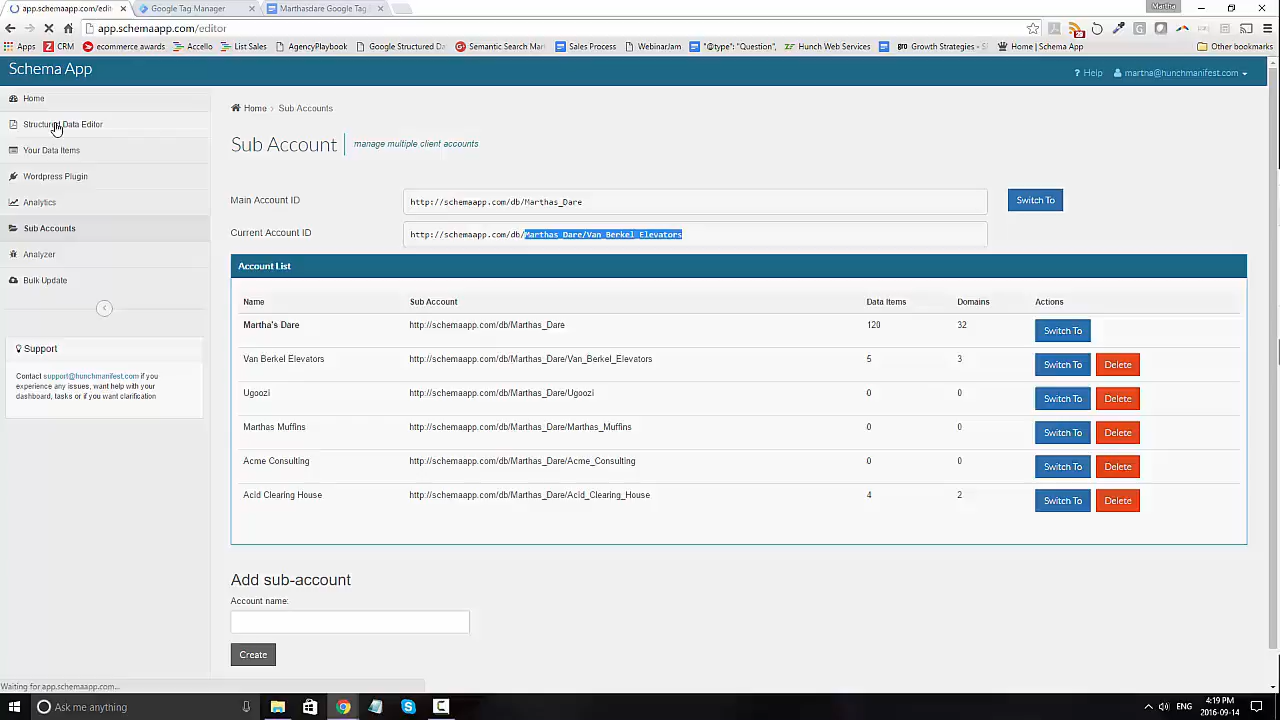 app.schemaapp.com/edit
Google Tag Manager
Marthasdare Google Tag
Martha
app.schemaapp.com/editor
Apps
CRM
ecommerce awards
Accello
List Sales
AgencyPlaybook
Google Structured Da
Semantic Search Mar
Sales Process
WebinarJam
"@type": "Question",
Hunch Web Services
Growth Strategies -
Home | Schema App
Other bookmarks
Schema App
? Help
martha@hunchmanifest.com
Home
Structured Data Editor
Your Data Items
Wordpress Plugin
Analytics
Sub Accounts
Analyzer
Bulk Update
Support
Contact support@hunchmanifest.com if you
experience any issues, want help with your
dashboard, tasks or if you want clarification
Home > Sub Accounts
Sub Account
manage multiple client accounts
Main Account ID
http://schemaapp.com/db/Marthas_Dare
Switch To
Current Account ID
http://schemaapp.com/db/Marthas_Dare/Van_Berkel_Elevators
Account List
Name Sub Account Data Items Domains Actions
Martha's Dare http://schemaapp.com/db/Marthas_Dare 120 32 Switch To
Van Berkel Elevators http://schemaapp.com/db/Marthas_Dare/Van_Berkel_Elevators 5 3 Switch To Delete
Ugoozi http://schemaapp.com/db/Marthas_Dare/Ugoozi 0 0 Switch To Delete
Marthas Muffins http://schemaapp.com/db/Marthas_Dare/Marthas_Muffins 0 0 Switch To Delete
Acme Consulting http://schemaapp.com/db/Marthas_Dare/Acme_Consulting 0 0 Switch To Delete
Acid Clearing House http://schemaapp.com/db/Marthas_Dare/Acid_Clearing_House 4 2 Switch To Delete
Add sub-account
Account name:
Create
Waiting for app.schemaapp.com...
Ask me anything
ENG
4:19 PM
2016-09-14